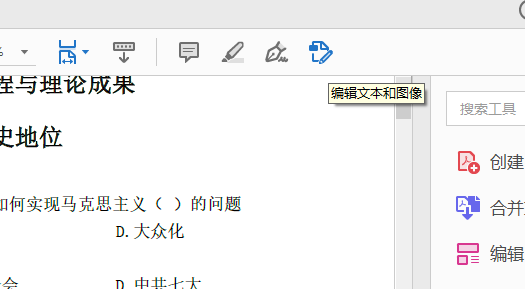 %
编辑文本和图像
程与理论成果
史地位
如何实现马克思主义（ ）的问题
D.大众化
D.中共七大
搜索工具
创建
合并
编辑